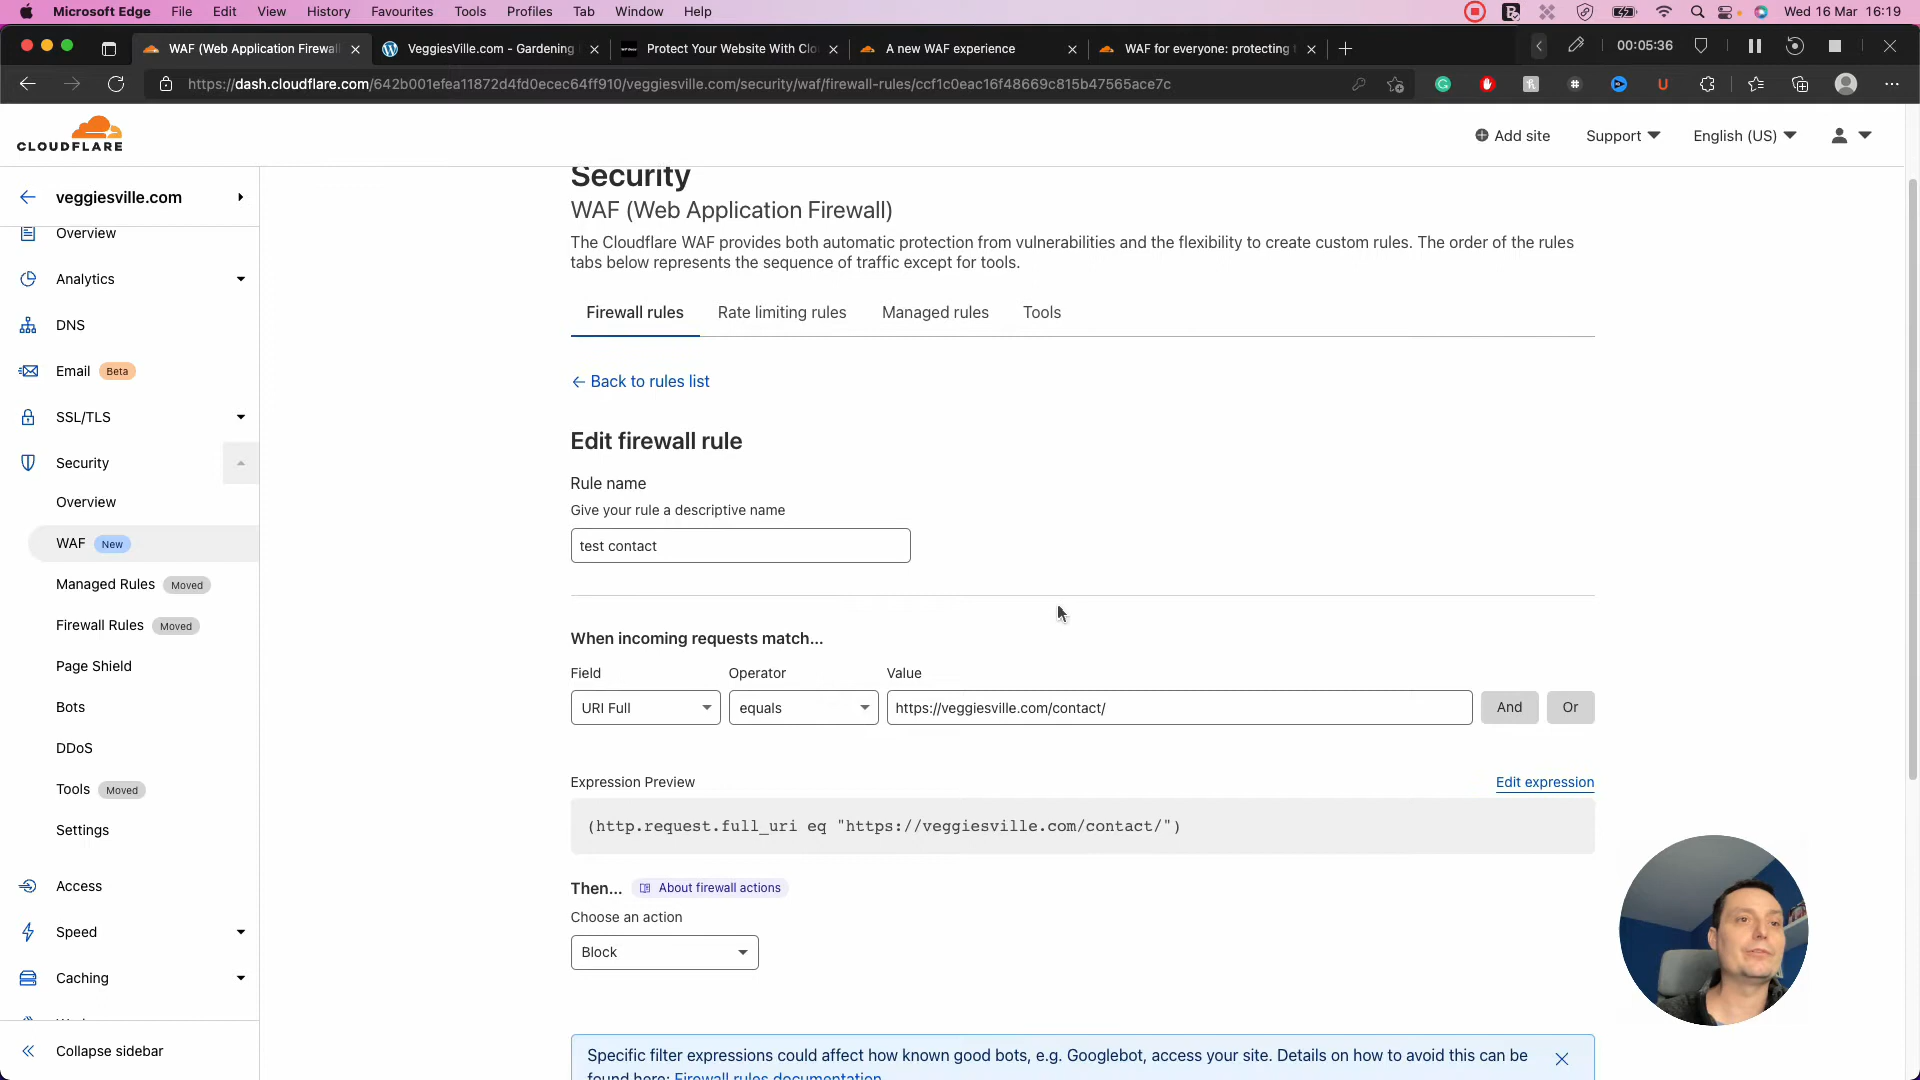 Microsoft Edge File Edit View History Favourites Tools Profiles Tab Window Help Wed 16 Mar 16:19
WAF (Web Application Firewall VeggiesVille.com - Gardening Protect Your Website With Clo A new WAF experience WAF for everyone: protecting 00:05:36
https://dash.cloudflare.com/642b001efea11872d4fd0ecec64ff910/veggiesville.com/security/waf/firewall-rules/ccf1c0eac16f48669c815b47565ace7c
CLOUDFLARE
Add site Support English (US)
veggiesville.com
Overview
Analytics
DNS
Email Beta
SSL/TLS
Security
Overview
WAF New
Managed Rules Moved
Firewall Rules Moved
Page Shield
Bots
DDoS
Tools Moved
Settings
Access
Speed
Caching
Collapse sidebar
Security
WAF (Web Application Firewall)
The Cloudflare WAF provides both automatic protection from vulnerabilities and the flexibility to create custom rules. The order of the rules
tabs below represents the sequence of traffic except for tools.
Firewall rules Rate limiting rules Managed rules Tools
← Back to rules list
Edit firewall rule
Rule name
Give your rule a descriptive name
test contact
When incoming requests match...
Field Operator Value
URI Full equals https://veggiesville.com/contact/ And Or
Expression Preview Edit expression
(http.request.full_uri eq "https://veggiesville.com/contact/")
Then... About firewall actions
Choose an action
Block
Specific filter expressions could affect how known good bots, e.g. Googlebot, access your site. Details on how to avoid this can be
found here: Firewall rules documentation